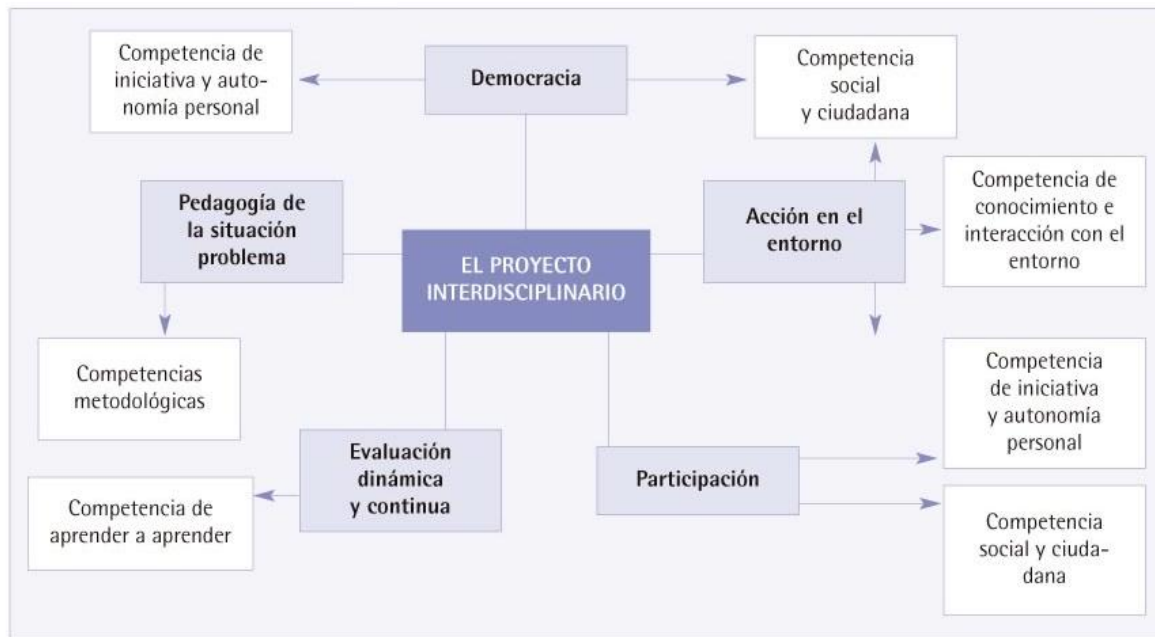 Competencia de
iniciativa y auto-
nomía personal
Democracia
Competencia
social
y ciudadana
Pedagogía de
la situación
problema
EL PROYECTO
INTERDISCIPLINARIO
Acción en el
entorno
Competencia de
conocimiento e
interacción con el
entorno
Competencias
metodológicas
Evaluación
dinámica
y continua
Participación
Competencia
de iniciativa
y autonomía
personal
Competencia de
aprender a aprender
Competencia
social y ciuda-
dana